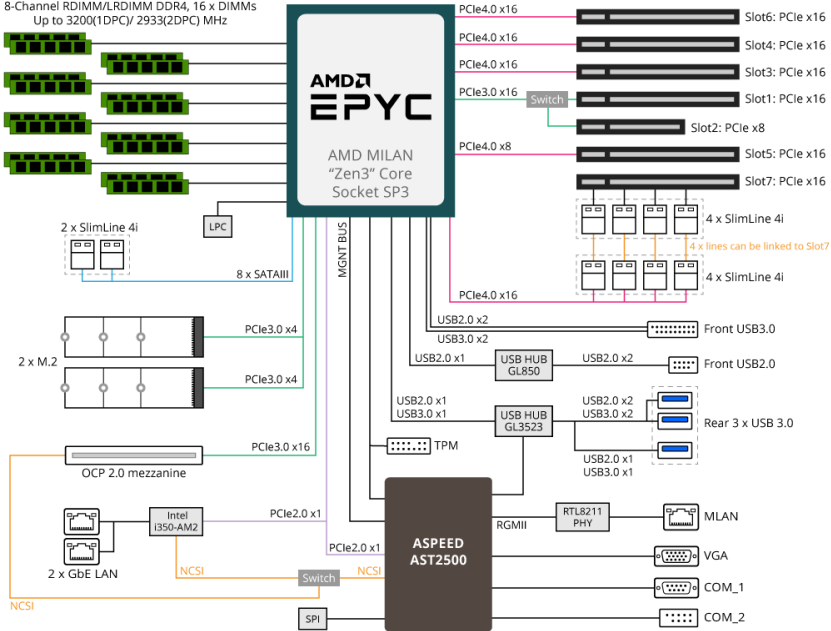 8-Channel RDIMM/LRDIMM DDR4, 16 x DIMMs
Up to 3200(1DPC)/ 2933(2DPC) MHz
AMD
EPYC
AMD MILAN
“Zen3” Core
Socket SP3
PCIe4.0 x16
Slot6: PCIe x16
PCIe4.0 x16
Slot4: PCIe x16
PCIe4.0 x16
Slot3: PCIe x16
PCIe3.0 x16
Switch
Slot1: PCIe x16
Slot2: PCIe x8
PCIe4.0 x8
Slot5: PCIe x16
Slot7: PCIe x16
4 x SlimLine 4i
4 x lines can be linked to Slot7
4 x SlimLine 4i
PCIe4.0 x16
LPC
2 x SlimLine 4i
8 x SATAIII
MGNT BUS
2 x M.2
PCIe3.0 x4
PCIe3.0 x4
USB2.0 x2
USB3.0 x2
Front USB3.0
USB2.0 x1
USB HUB
GL850
USB2.0 x2
Front USB2.0
USB2.0 x1
USB3.0 x1
USB HUB
GL3523
USB2.0 x2
USB3.0 x2
Rear 3 x USB 3.0
USB2.0 x1
USB3.0 x1
TPM
PCIe3.0 x16
OCP 2.0 mezzanine
Intel
i350-AM2
PCIe2.0 x1
PCIe2.0 x1
2 x GbE LAN
NCSI
Switch
NCSI
NCSI
SPI
ASPEED
AST2500
RGMII
RTL8211
PHY
MLAN
VGA
COM_1
COM_2